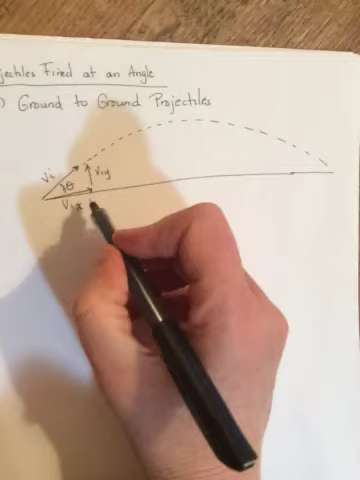 jectiles Fired at an Angle
) Ground to Ground Projectiles
Vi
θ
Viy
Vix